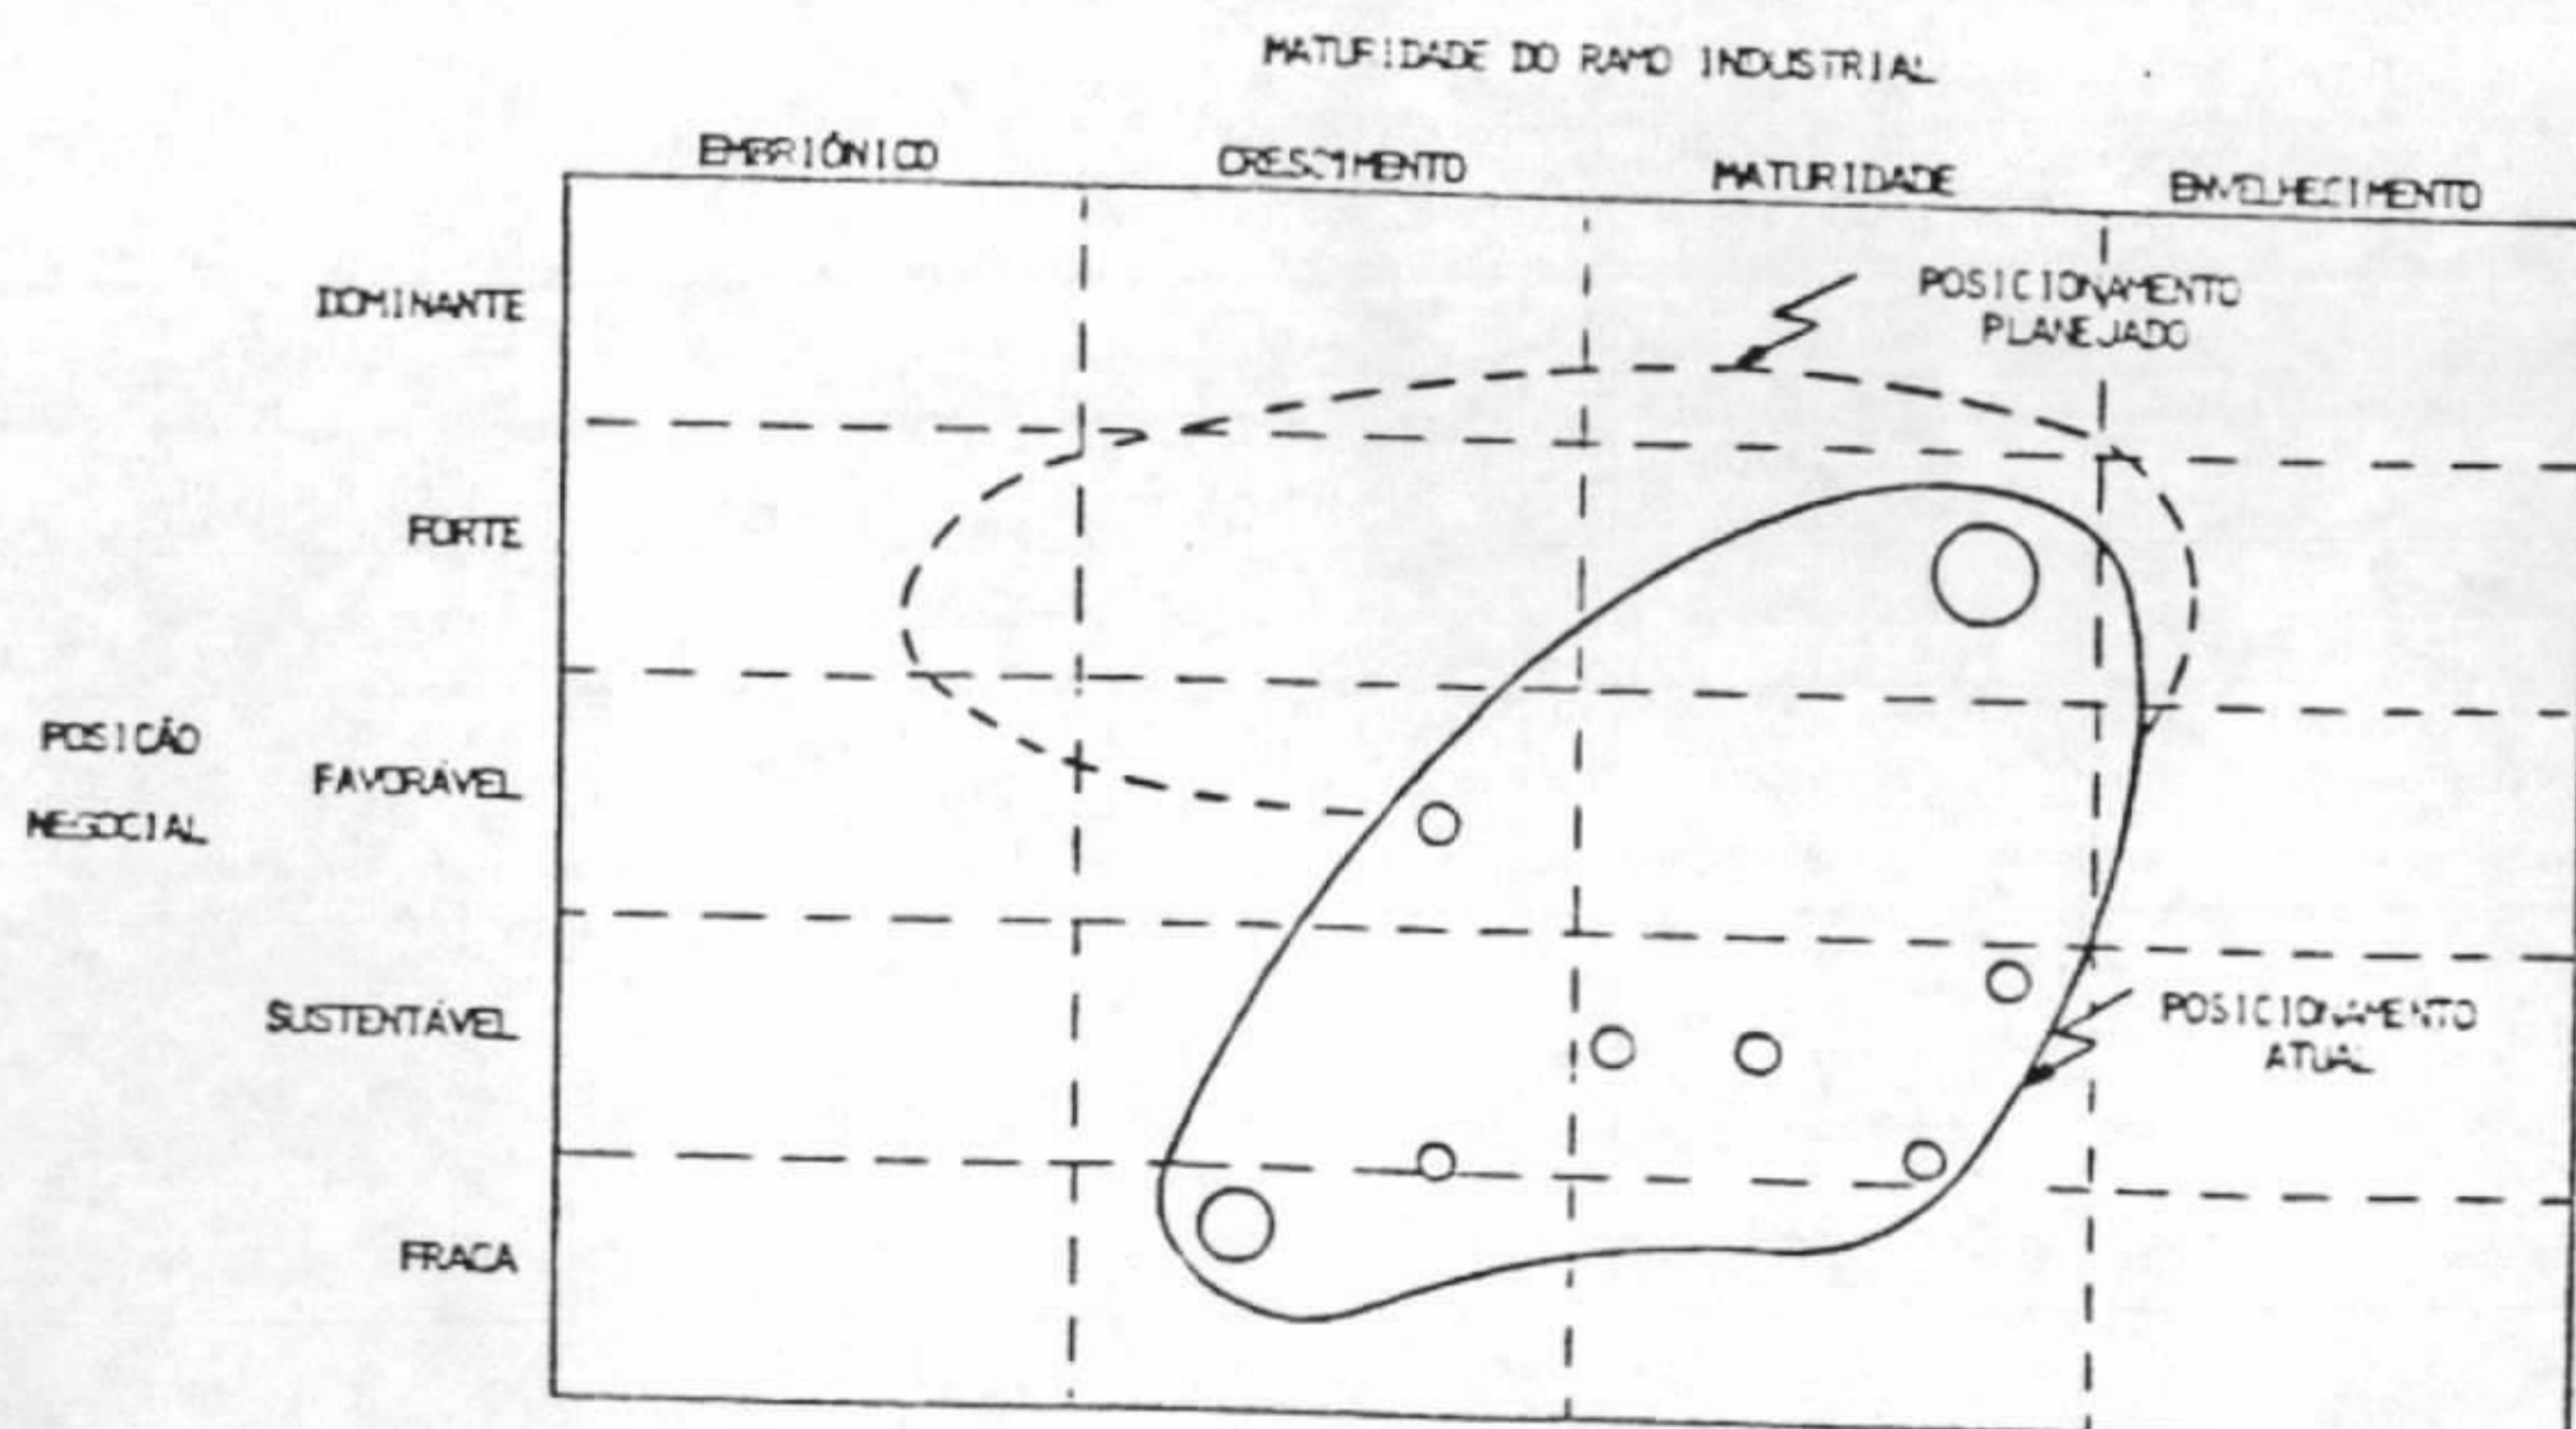 MATURIDADE DO RAMO INDUSTRIAL
EMBRIÔNICO
CRESCIMENTO
MATURIDADE
ENVELHECIMENTO
DOMINANTE
POSICIONAMENTO
PLANEJADO
FORTE
POSIÇÃO
NEGOCIAL
FAVORÁVEL
SUSTENTÁVEL
POSICIONAMENTO
ATUAL
FRACA